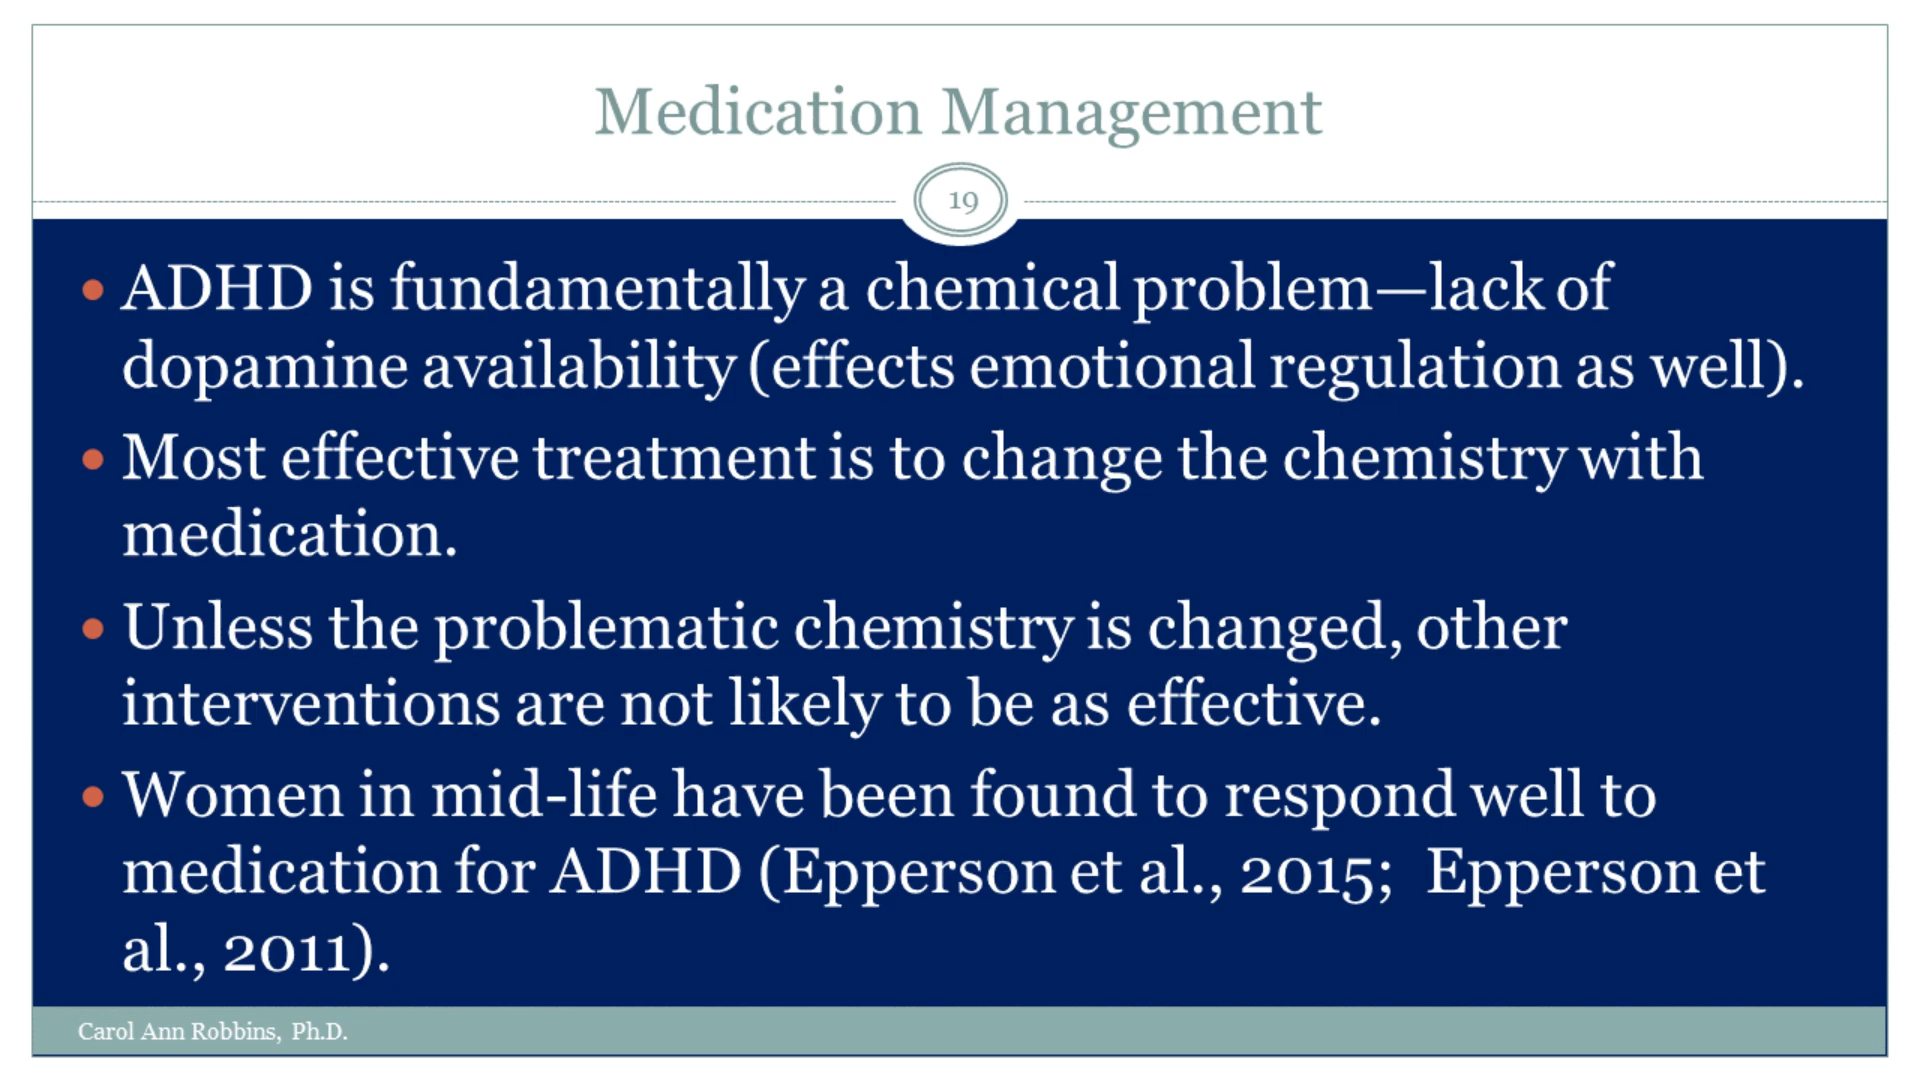 Medication Management
19
• ADHD is fundamentally a chemical problem—lack of
dopamine availability (effects emotional regulation as well).
• Most effective treatment is to change the chemistry with
medication.
• Unless the problematic chemistry is changed, other
interventions are not likely to be as effective.
• Women in mid-life have been found to respond well to
medication for ADHD (Epperson et al., 2015;  Epperson et
al., 2011).
Carol Ann Robbins, Ph.D.